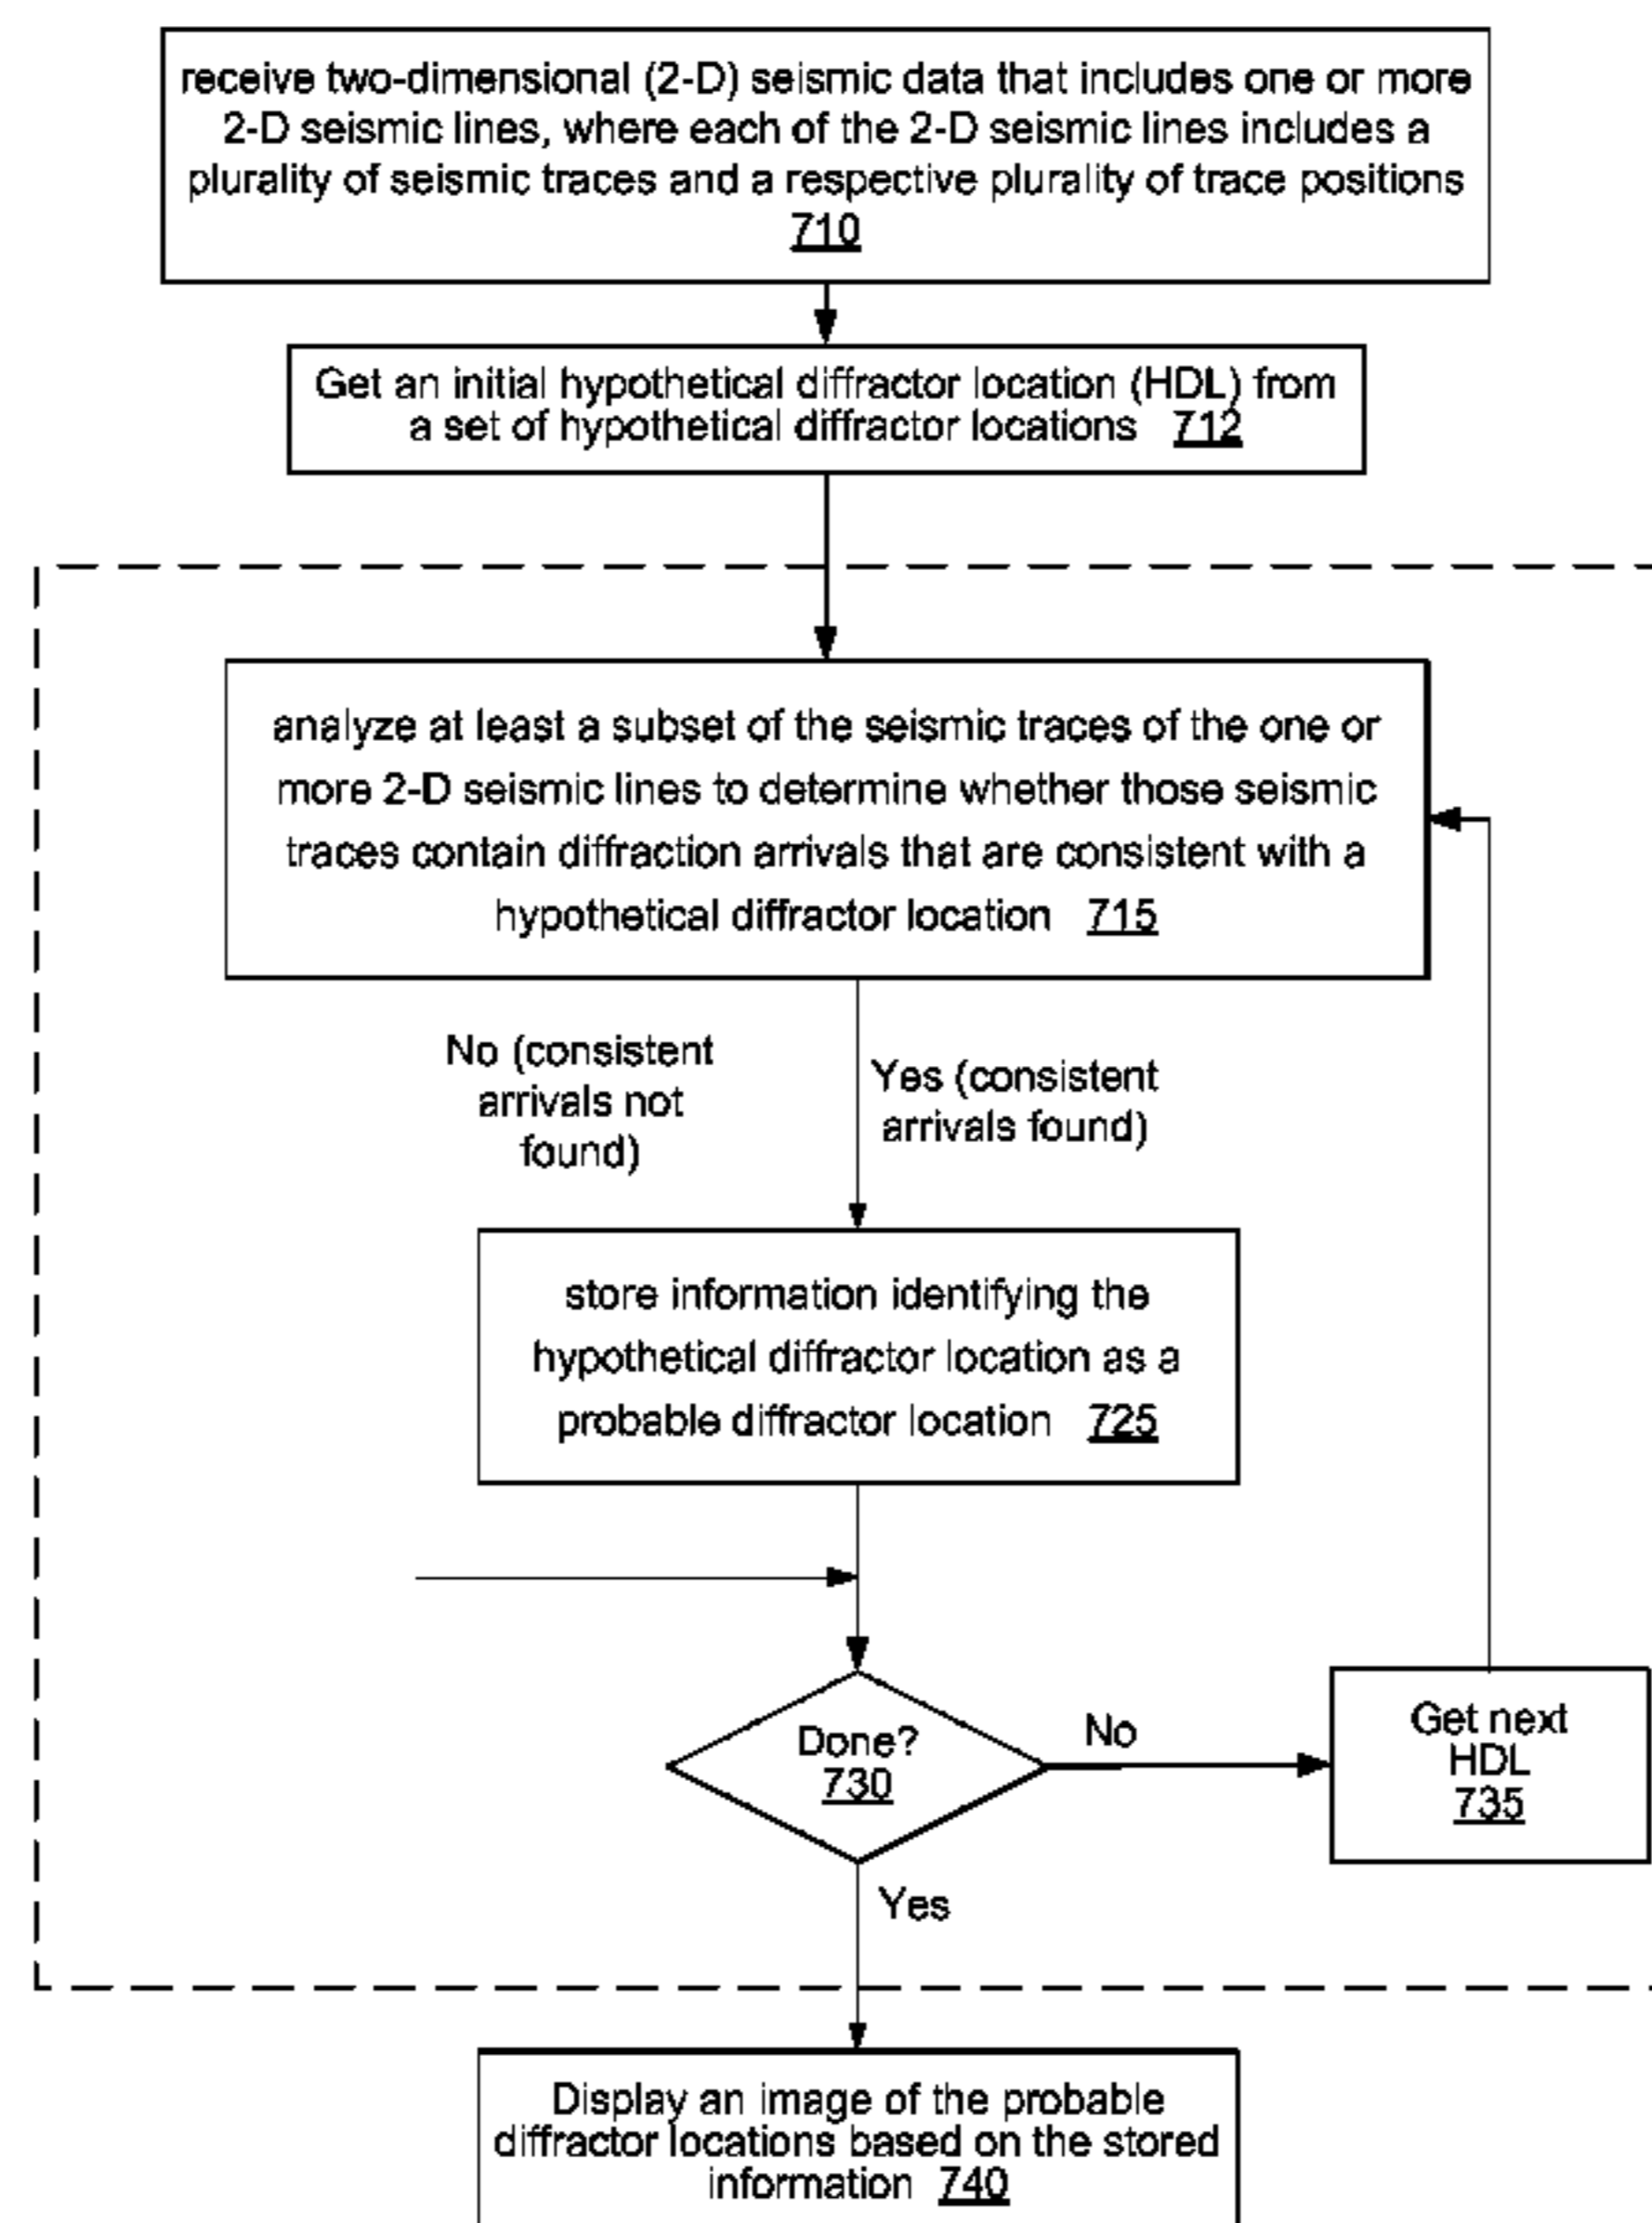 receive two-dimensional (2-D) seismic data that includes one or more
2-D seismic lines, where each of the 2-D seismic lines includes a
plurality of seismic traces and a respective plurality of trace positions
710
Get an initial hypothetical diffractor location (HDL) from
a set of hypothetical diffractor locations 712
analyze at least a subset of the seismic traces of the one or
more 2-D seismic lines to determine whether those seismic
traces contain diffraction arrivals that are consistent with a
hypothetical diffractor location 715
No (consistent
arrivals not
found)
Yes (consistent
arrivals found)
store information identifying the
hypothetical diffractor location as a
probable diffractor location 725
Done?
730
No
Get next
HDL
735
Yes
Display an image of the probable
diffractor locations based on the stored
information 740